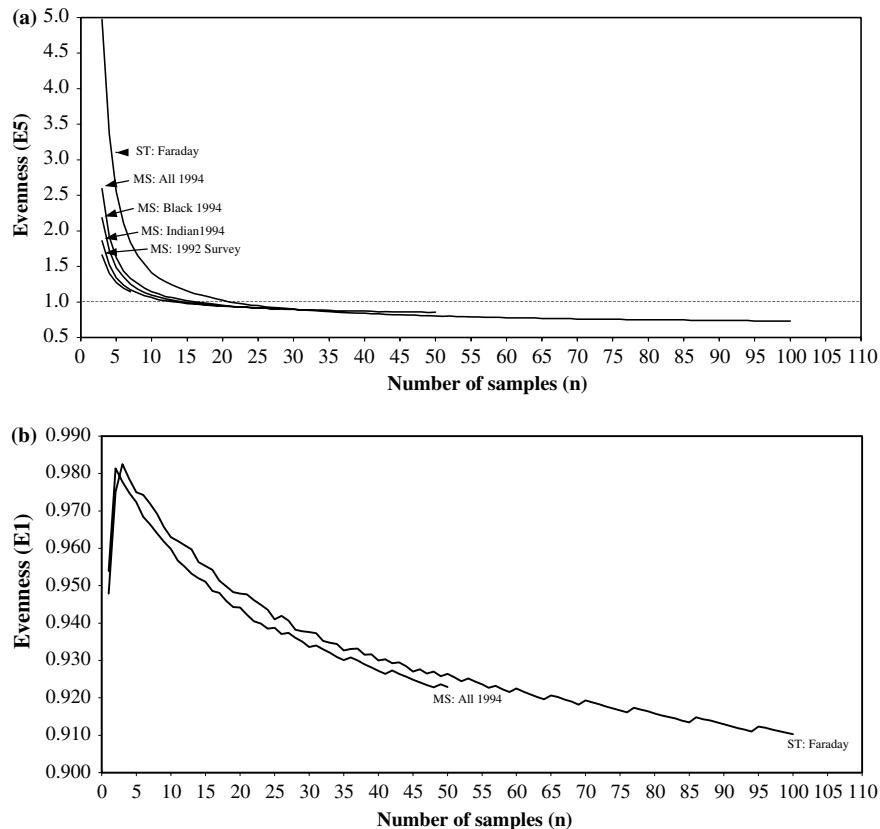 (a)
5.0
4.5
4.0
3.5
3.0
2.5
2.0
1.5
1.0
0.5
Evenness (E5)
ST: Faraday
MS: All 1994
MS: Black 1994
MS: Indian1994
MS: 1992 Survey
0 5 10 15 20 25 30 35 40 45 50 55 60 65 70 75 80 85 90 95 100 105 110
Number of samples (n)
(b)
0.990
0.980
0.970
0.960
0.950
0.940
0.930
0.920
0.910
0.900
Evenness (E1)
MS: All 1994
ST: Faraday
0 5 10 15 20 25 30 35 40 45 50 55 60 65 70 75 80 85 90 95 100 105 110
Number of samples (n)